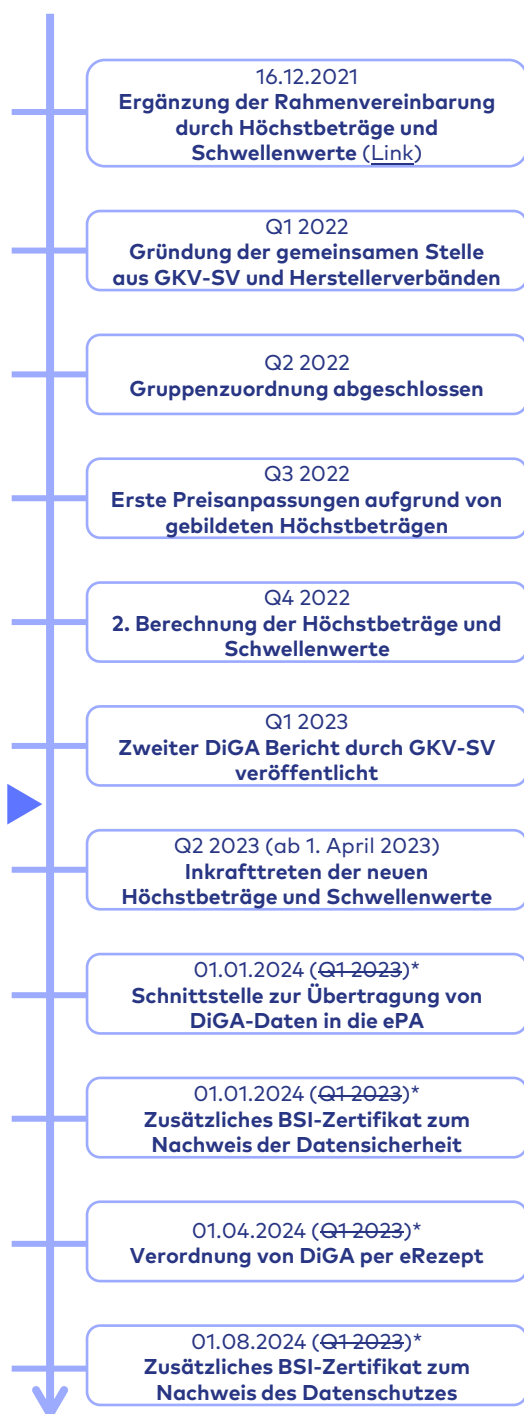 16.12.2021
Ergänzung der Rahmenvereinbarung
durch Höchstbeträge und
Schwellenwerte (Link)
Q1 2022
Gründung der gemeinsamen Stelle
aus GKV-SV und Herstellerverbänden
Q2 2022
Gruppenzuordnung abgeschlossen
Q3 2022
Erste Preisanpassungen aufgrund von
gebildeten Höchstbeträgen
Q4 2022
2. Berechnung der Höchstbeträge und
Schwellenwerte
Q1 2023
Zweiter DiGA Bericht durch GKV-SV
veröffentlicht
Q2 2023 (ab 1. April 2023)
Inkrafttreten der neuen
Höchstbeträge und Schwellenwerte
01.01.2024 (Q1 2023)*
Schnittstelle zur Übertragung von
DiGA-Daten in die ePA
01.01.2024 (Q1 2023)*
Zusätzliches BSI-Zertifikat zum
Nachweis der Datensicherheit
01.04.2024 (Q1 2023)*
Verordnung von DiGA per eRezept
01.08.2024 (Q1 2023)*
Zusätzliches BSI-Zertifikat zum
Nachweis des Datenschutzes